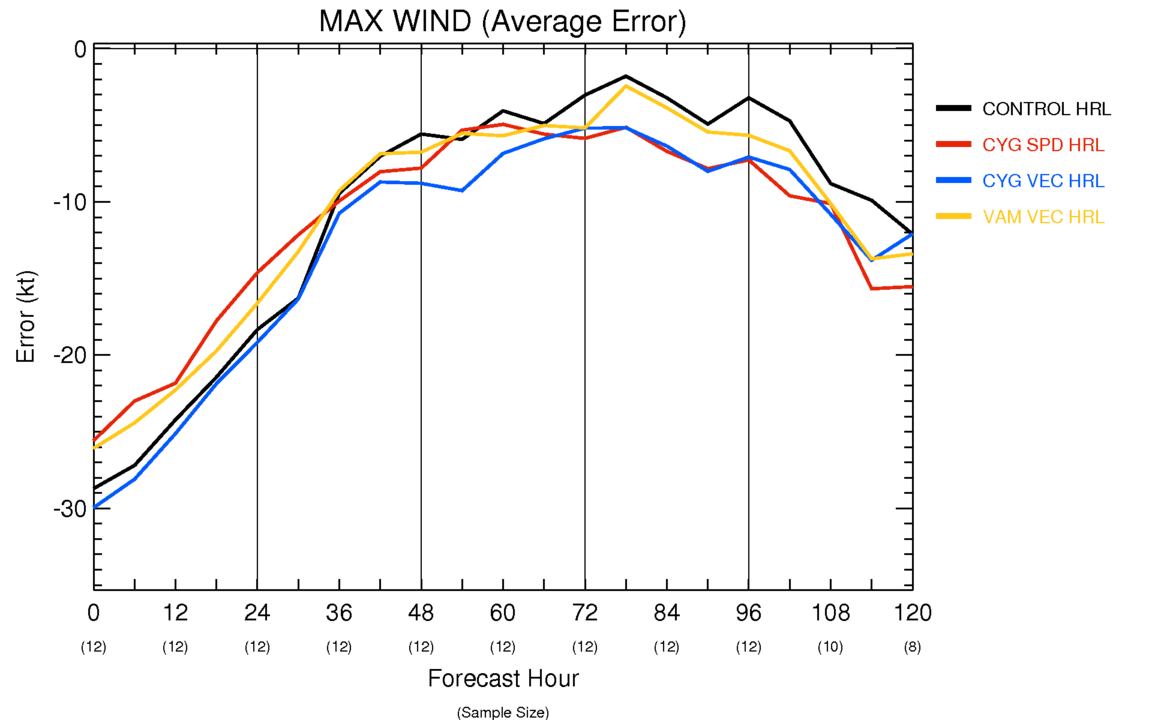 MAX WIND (Average Error)
0
-10
-20
-30
Error (kt)
CONTROL HRL
CYG SPD HRL
CYG VEC HRL
VAM VEC HRL
0 12 24 36 48 60 72 84 96 108 120
(12) (12) (12) (12) (12) (12) (12) (12) (12) (10) (8)
Forecast Hour
(Sample Size)